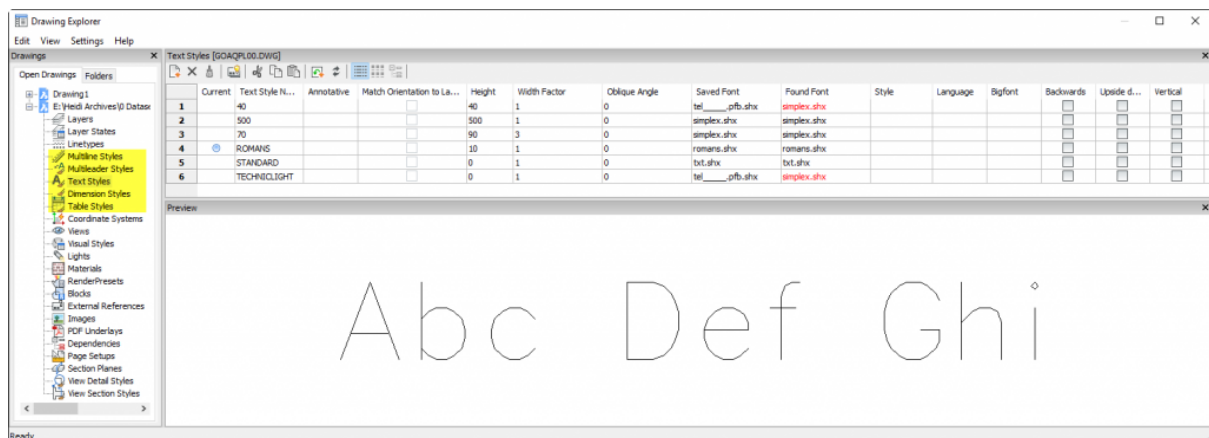 Drawing Explorer
Edit View Settings Help
Drawings
Open Drawings Folders
Drawing1
E:\Heidi Archives\0 Datase
Layers
Layer States
Linetypes
Multiline Styles
Multileader Styles
Text Styles
Dimension Styles
Table Styles
Coordinate Systems
Views
Visual Styles
Lights
Materials
RenderPresets
Blocks
External References
Images
PDF Underlays
Dependencies
Page Setups
Section Planes
View Detail Styles
View Section Styles
Text Styles [GOAQPL00.DWG]
Current Text Style N... Annotative Match Orientation to La... Height Width Factor Oblique Angle Saved Font Found Font Style Language Bigfont Backwards Upside d... Vertical
1 40 40 1 0 tel_____.pfb.shx simplex.shx
2 500 500 1 0 simplex.shx simplex.shx
3 70 90 3 0 simplex.shx simplex.shx
4 ROMANS 10 1 0 romans.shx romans.shx
5 STANDARD 0 1 0 txt.shx txt.shx
6 TECHNICLIGHT 0 1 0 tel_____.pfb.shx simplex.shx
Preview
Abc Def Ghi
Ready